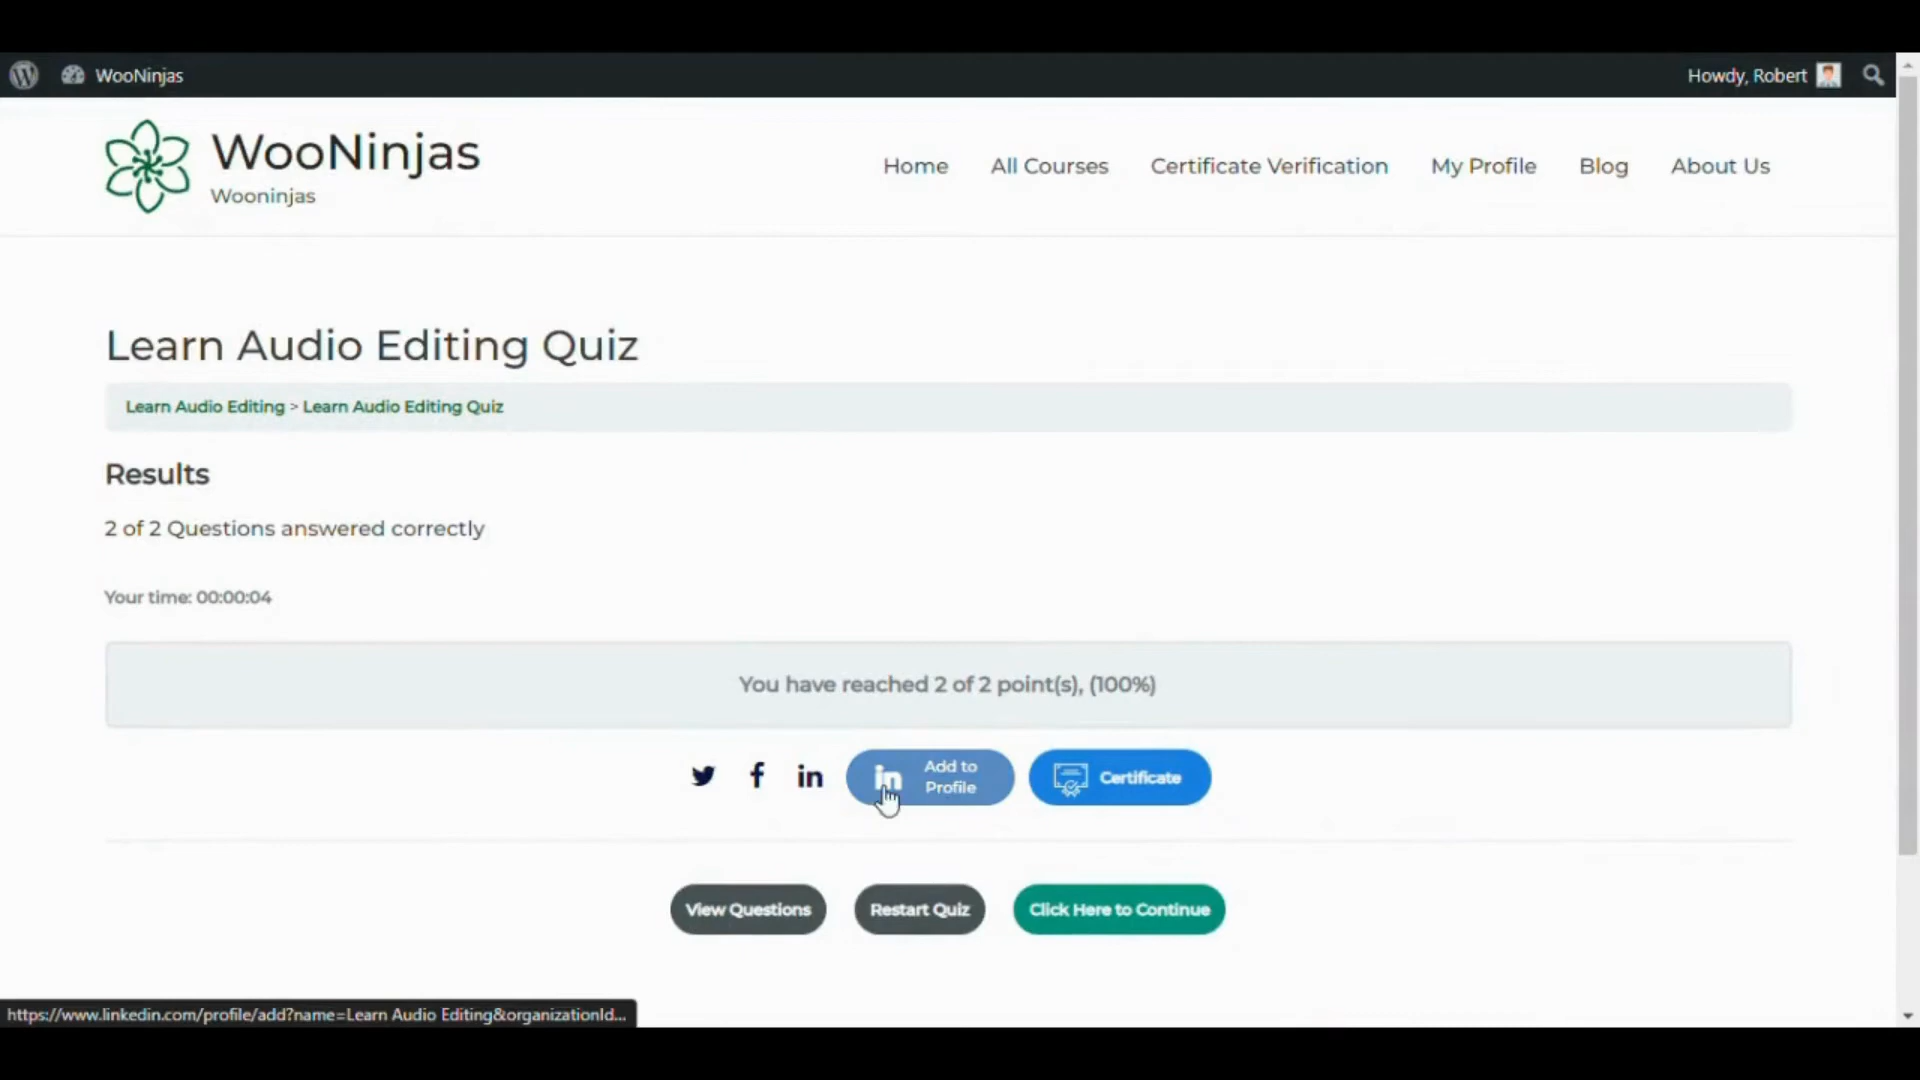 WooNinjas
Howdy, Robert
WooNinjas
Wooninjas
Home
All Courses
Certificate Verification
My Profile
Blog
About Us
Learn Audio Editing Quiz
Learn Audio Editing > Learn Audio Editing Quiz
Results
2 of 2 Questions answered correctly
Your time: 00:00:04
You have reached 2 of 2 point(s), (100%)
in
in
Add to
Profile
Certificate
View Questions
Restart Quiz
Click Here to Continue
https://www.linkedin.com/profile/add?name=Learn Audio Editing&organizationId...